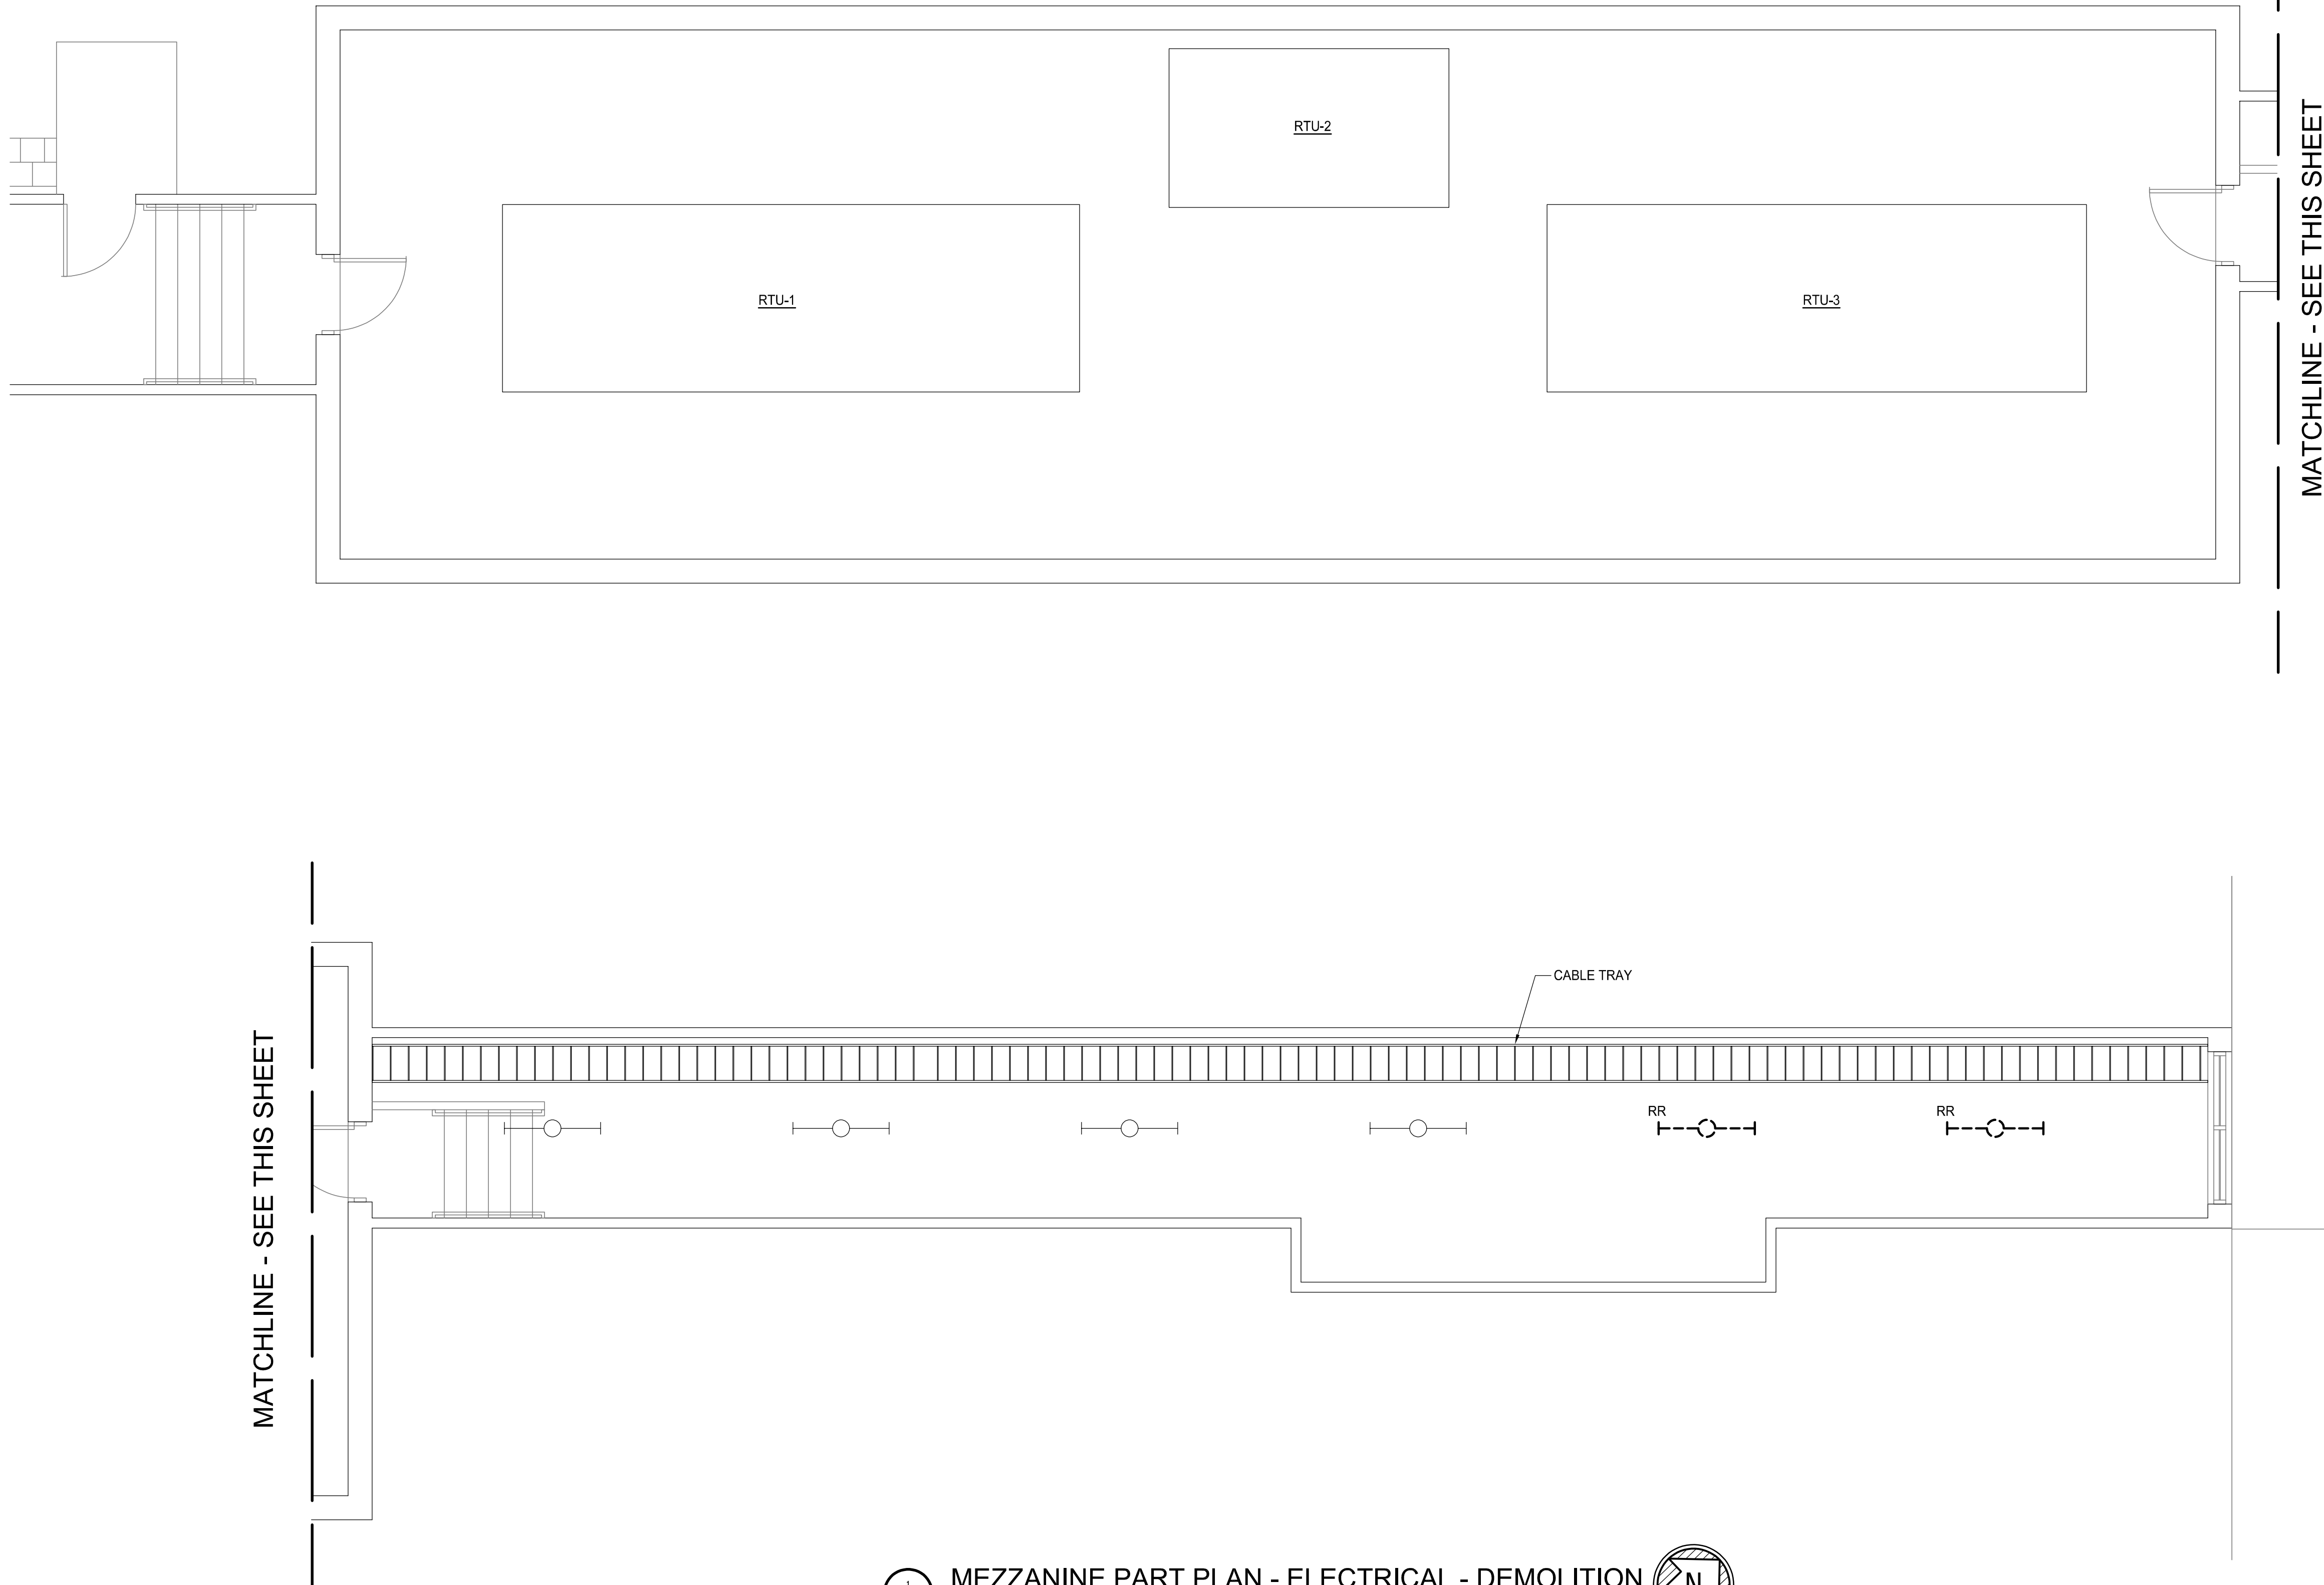 RTU-2
RTU-1
RTU-3
MATCHLINE - SEE THIS SHEET
CABLE TRAY
MATCHLINE - SEE THIS SHEET
RR
RR
1
MEZZANINE PART PLAN - ELECTRICAL - DEMOLITION
N